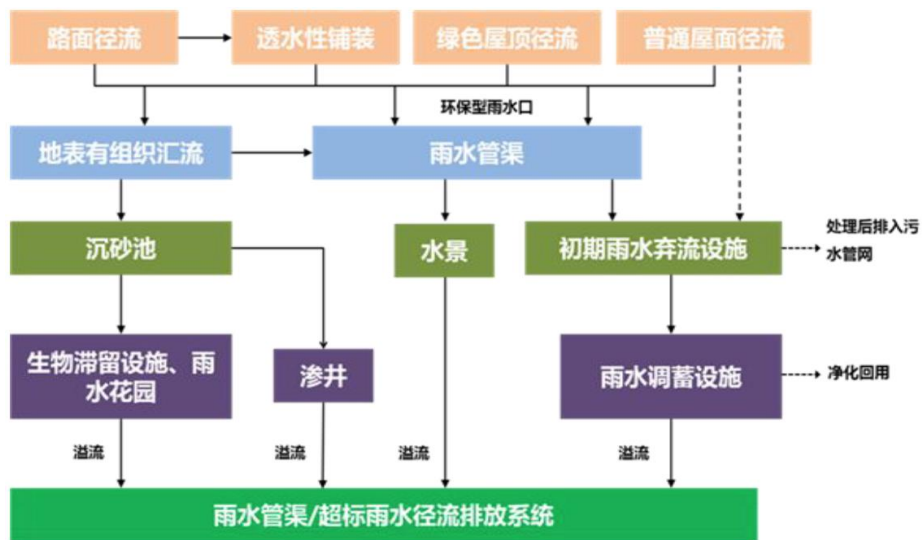 路面径流
透水性铺装
绿色屋顶径流
普通屋面径流
环保型雨水口
地表有组织汇流
雨水管渠
沉砂池
水景
初期雨水弃流设施
处理后排入污
水管网
生物滞留设施、雨
水花园
渗井
雨水调蓄设施
净化回用
溢流
溢流
溢流
溢流
雨水管渠/超标雨水径流排放系统